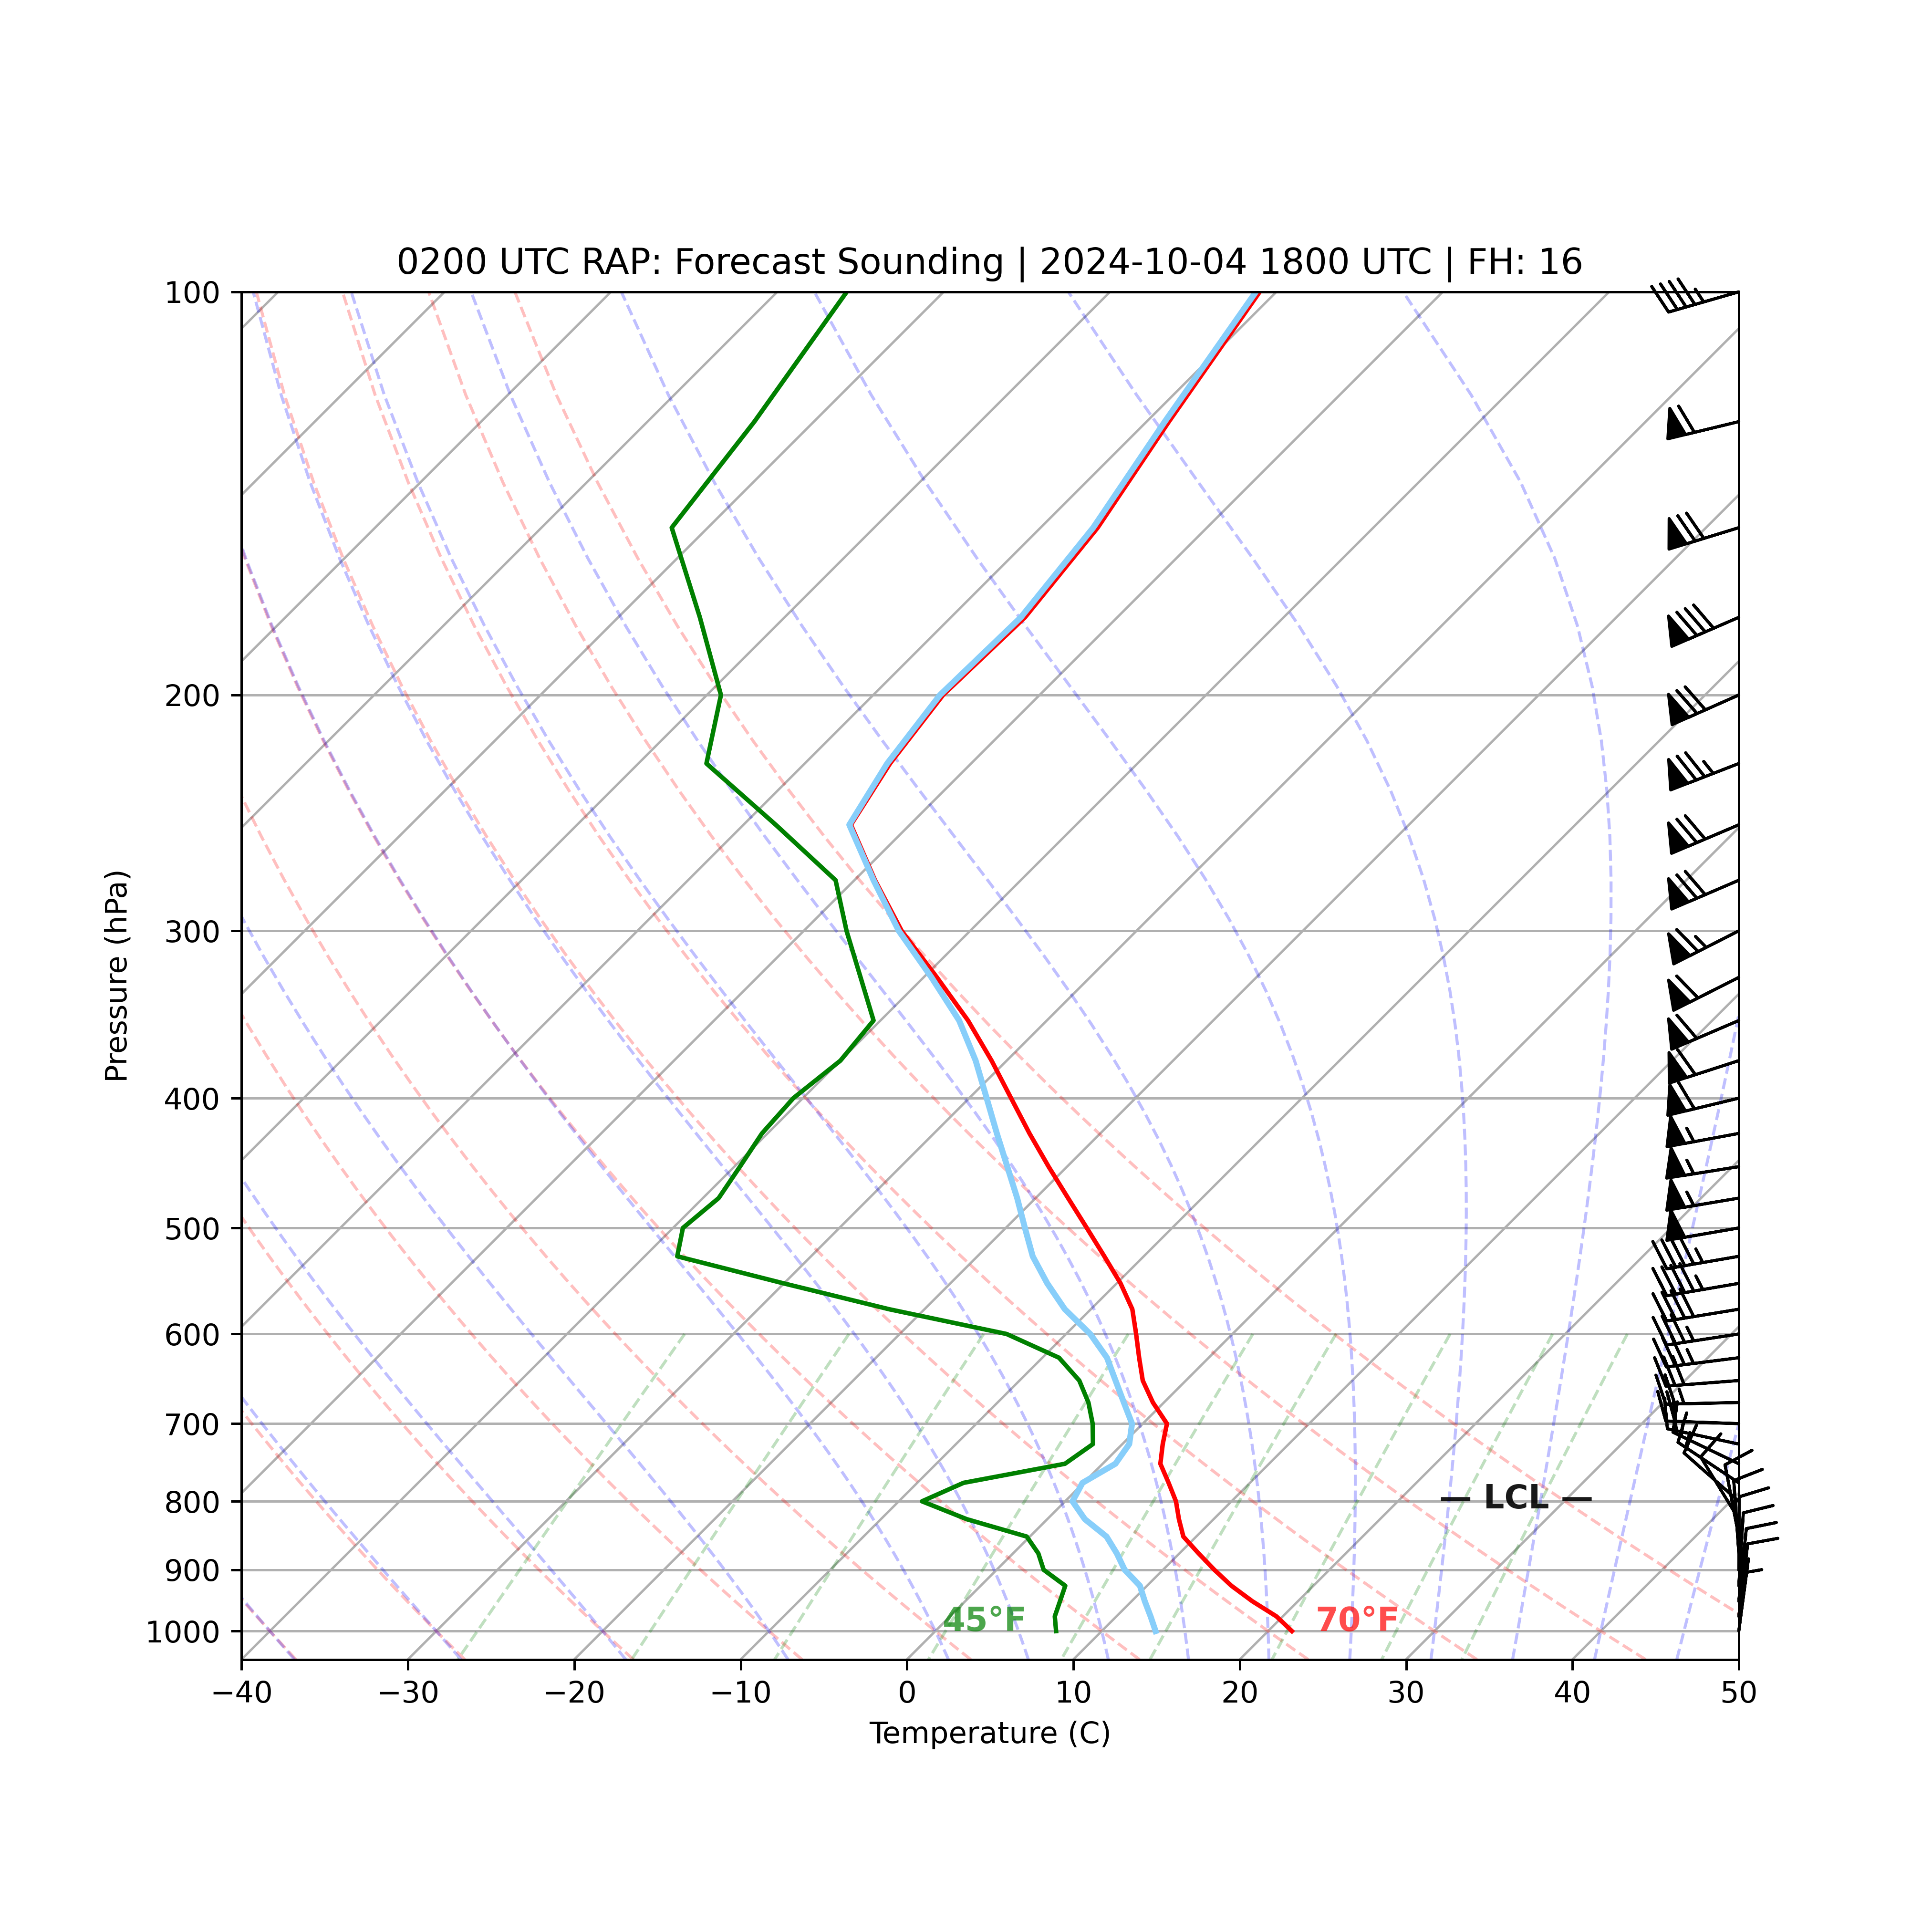 0200 UTC RAP: Forecast Sounding | 2024-10-04 1800 UTC | FH: 16
100
200
300
400
500
600
700
800
900
1000
Pressure (hPa)
LCL
45°F
70°F
−40 −30 −20 −10 0 10 20 30 40 50
Temperature (C)